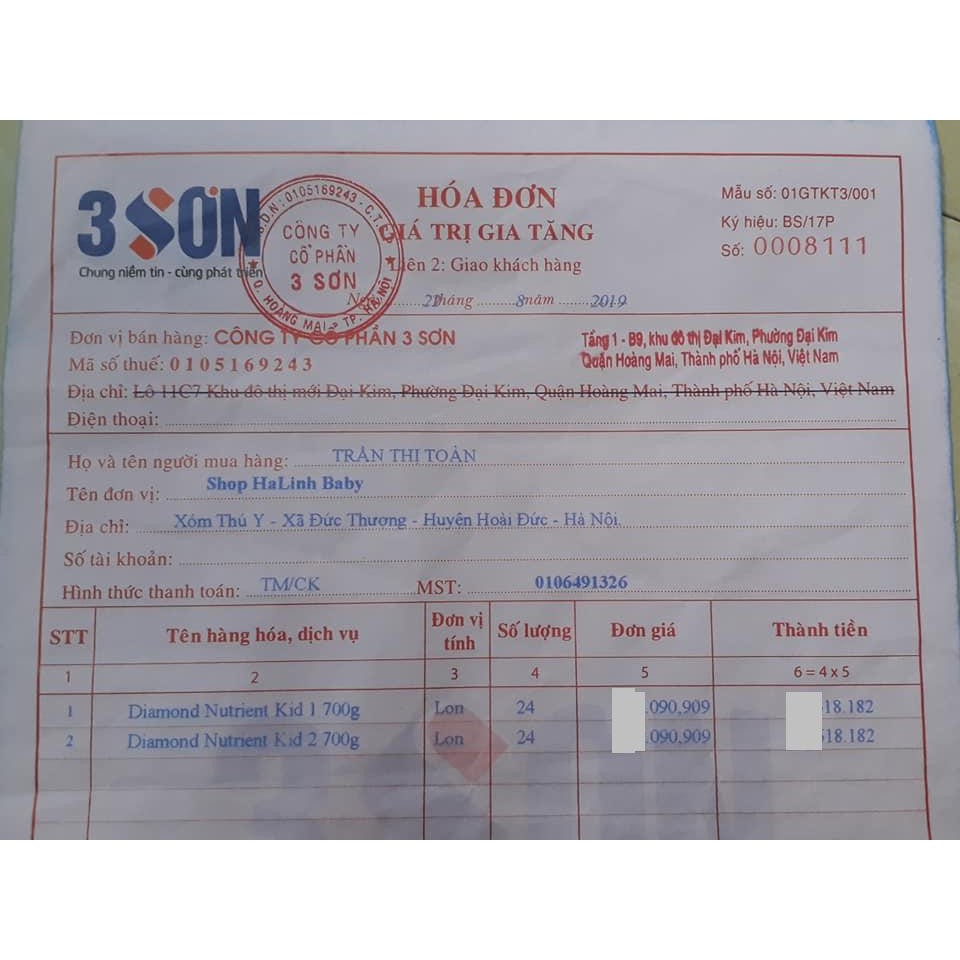 3 SƠN
Chung niềm tin - cùng phát triển
CÔNG TY
CỔ PHẦN
3 SƠN
Q. HOÀNG MAI - TP. HÀ NỘI
HÓA ĐƠN
GIÁ TRỊ GIA TĂNG
Liên 2: Giao khách hàng
Ngày 21 tháng 8 năm 2019
Mẫu số: 01GTKT3/001
Ký hiệu: BS/17P
Số: 0008111
Đơn vị bán hàng: CÔNG TY CỔ PHẦN 3 SƠN
Tầng 1 - B9, khu đô thị Đại Kim, Phường Đại Kim
Quận Hoàng Mai, Thành phố Hà Nội, Việt Nam
Mã số thuế: 0105169243
Địa chỉ: Lô 11C7 Khu đô thị mới Đại Kim, Phường Đại Kim, Quận Hoàng Mai, Thành phố Hà Nội, Việt Nam
Điện thoại:
Họ và tên người mua hàng: TRẦN THỊ TOÀN
Tên đơn vị: Shop HaLinh Baby
Địa chỉ: Xóm Thú Y - Xã Đức Thượng - Huyện Hoài Đức - Hà Nội
Số tài khoản:
Hình thức thanh toán: TM/CK MST: 0106491326
STT Tên hàng hóa, dịch vụ Đơn vị tính Số lượng Đơn giá Thành tiền
1 2 3 4 5 6 = 4 x 5
1 Diamond Nutrient Kid 1 700g Lon 24 .090,909 18.182
2 Diamond Nutrient Kid 2 700g Lon 24 .090,909 518.182